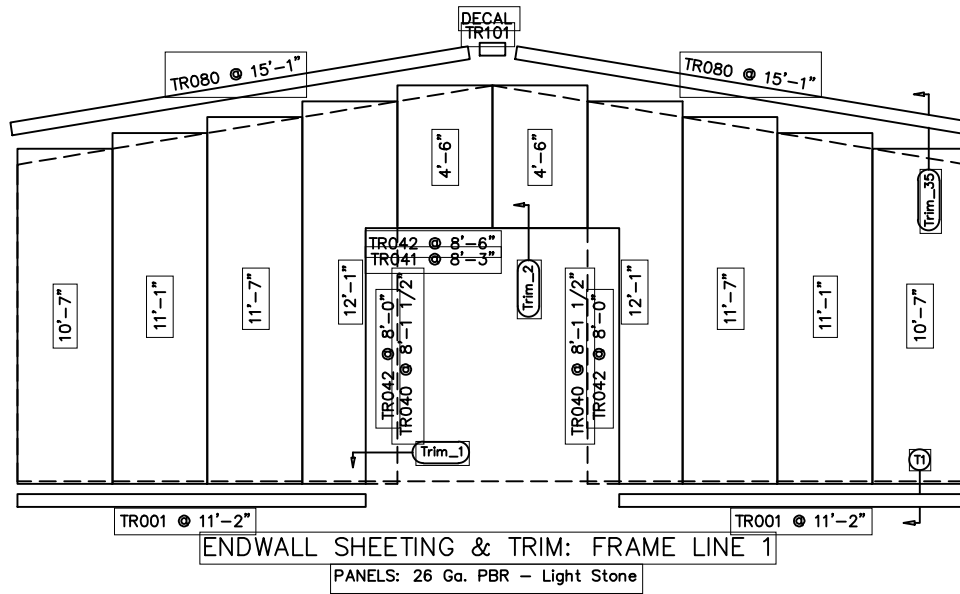 DECAL
TR101
TR080 @ 15'-1"
TR080 @ 15'-1"
4'-6"
4'-6"
Trim_35
TR042 @ 8'-6"
TR041 @ 8'-3"
10'-7"
11'-1"
11'-7"
12'-1"
TR042 @ 8'-0"
TR040 @ 8'-1 1/2"
Trim_2
TR040 @ 8'-1 1/2"
TR042 @ 8'-0"
12'-1"
11'-7"
11'-1"
10'-7"
Trim_1
T1
TR001 @ 11'-2"
TR001 @ 11'-2"
ENDWALL SHEETING & TRIM: FRAME LINE 1
PANELS: 26 Ga. PBR - Light Stone